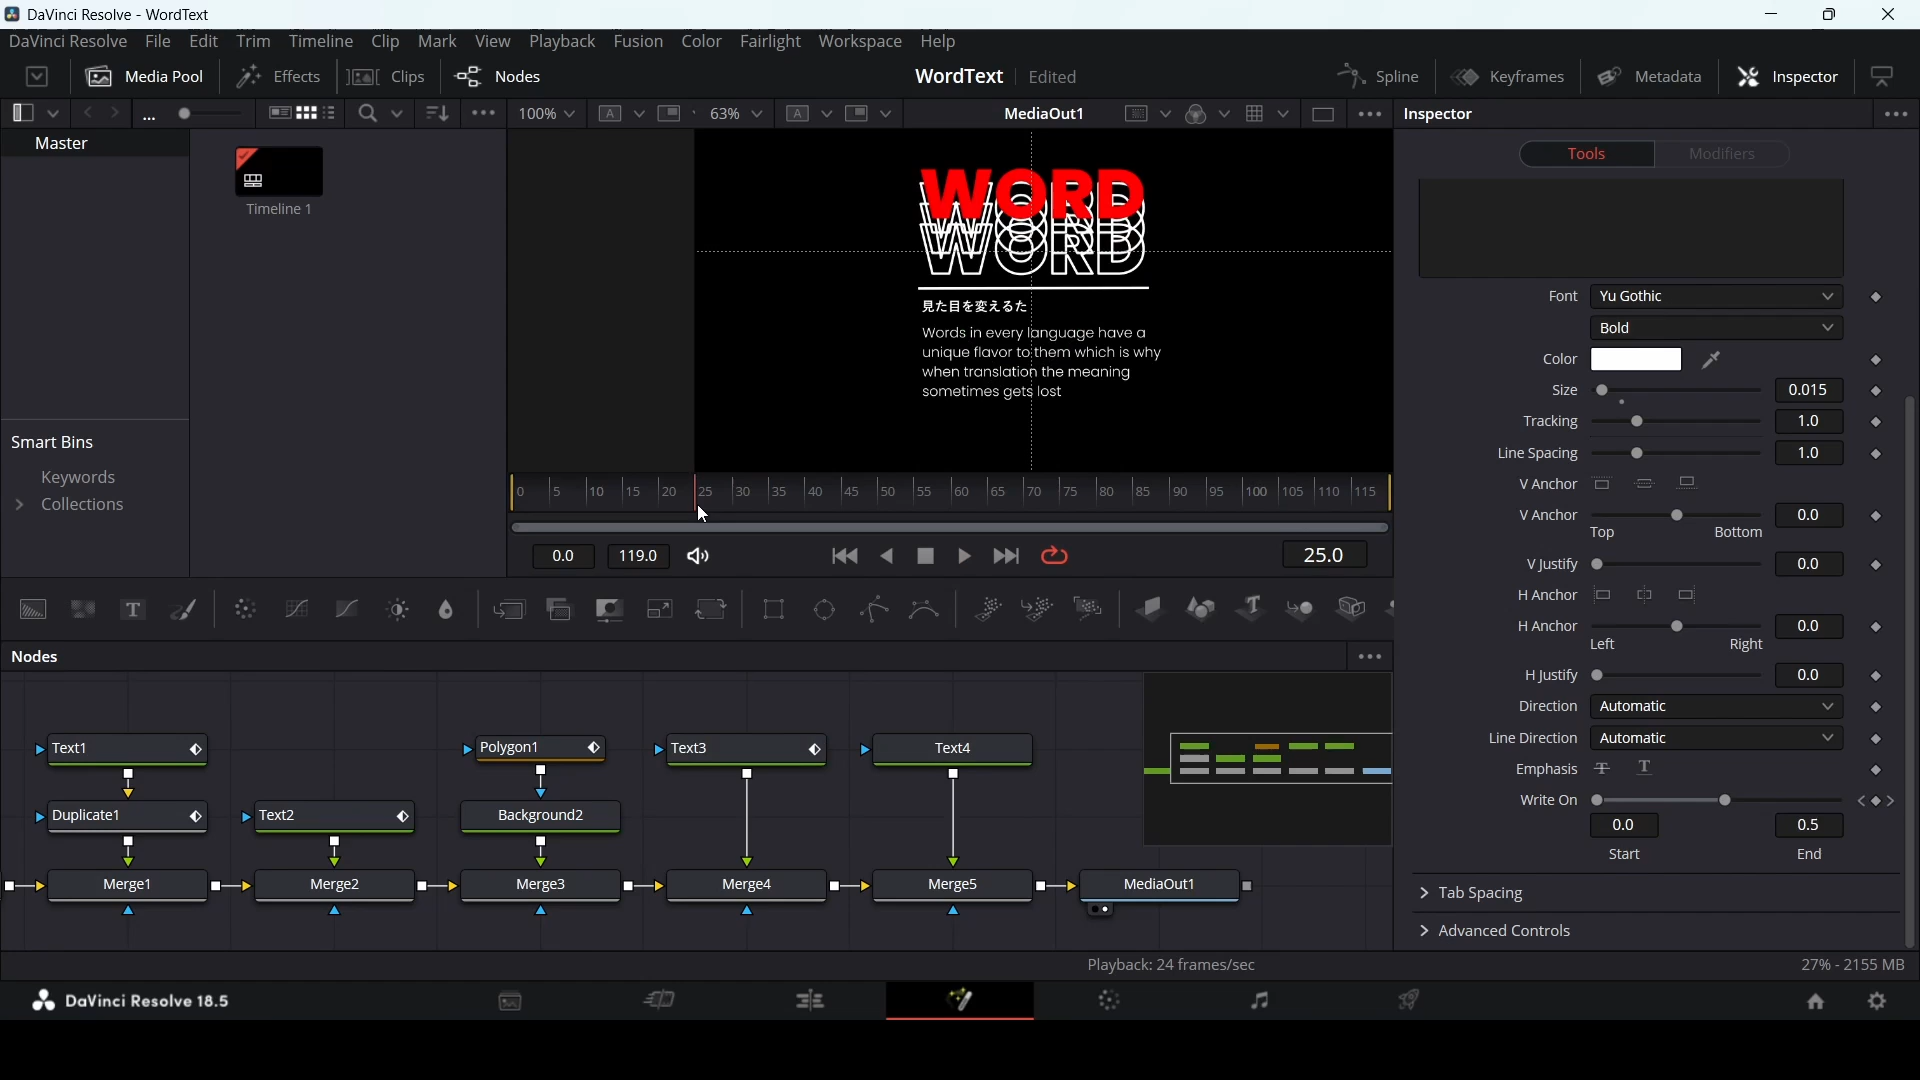 DaVinci Resolve - WordText
DaVinci Resolve File Edit Trim Timeline Clip Mark View Playback Fusion Color Fairlight Workspace Help
Media Pool Effects Clips Nodes WordText Edited Spline Keyframes Metadata Inspector
... 100% A 63% A MediaOut1 Inspector
Master
Timeline 1
Smart Bins
Keywords
Collections
WORD
WORD
見た目を変えるた
Words in every language have a
unique flavor to them which is why
when translation the meaning
sometimes gets lost
0 5 10 15 20 25 30 35 40 45 50 55 60 65 70 75 80 85 90 95 100 105 110 115
0.0 119.0 25.0
Tools Modifiers
Font Yu Gothic
Bold
Color
Size 0.015
Tracking 1.0
Line Spacing 1.0
V Anchor
V Anchor 0.0
Top Bottom
V Justify 0.0
H Anchor
H Anchor 0.0
Left Right
H Justify 0.0
Direction Automatic
Line Direction Automatic
Emphasis T T
Write On
0.0 0.5
Start End
Tab Spacing
Advanced Controls
T T
Nodes
Text1 Polygon1 Text3 Text4
Duplicate1 Text2 Background2
Merge1 Merge2 Merge3 Merge4 Merge5 MediaOut1
Playback: 24 frames/sec 27% - 2155 MB
DaVinci Resolve 18.5